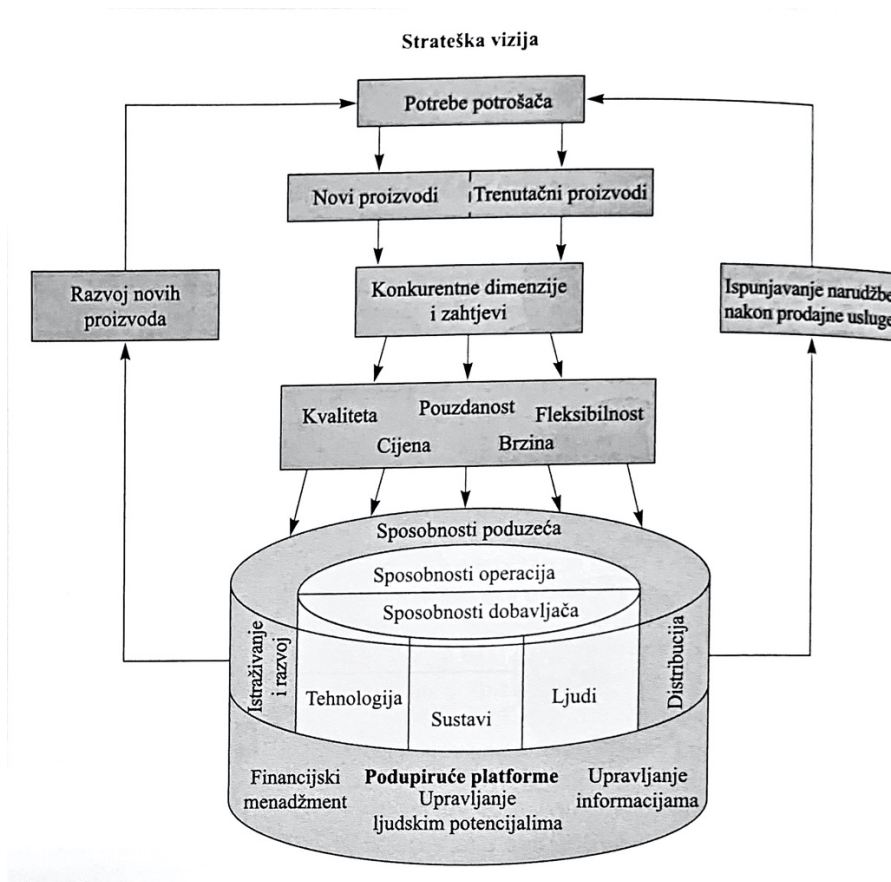 Strateška vizija
Potrebe potrošača
Novi proizvodi
Trenutačni proizvodi
Razvoj novih
proizvoda
Konkurentne dimenzije
i zahtjevi
Ispunjavanje narudžbe
nakon prodajne usluge
Kvaliteta
Pouzdanost
Fleksibilnost
Cijena
Brzina
Sposobnosti poduzeća
Sposobnosti operacija
Sposobnosti dobavljača
Istraživanje
i razvoj
Tehnologija
Sustavi
Ljudi
Distribucija
Financijski
menadžment
Podupiruće platforme
Upravljanje
ljudskim potencijalima
Upravljanje
informacijama